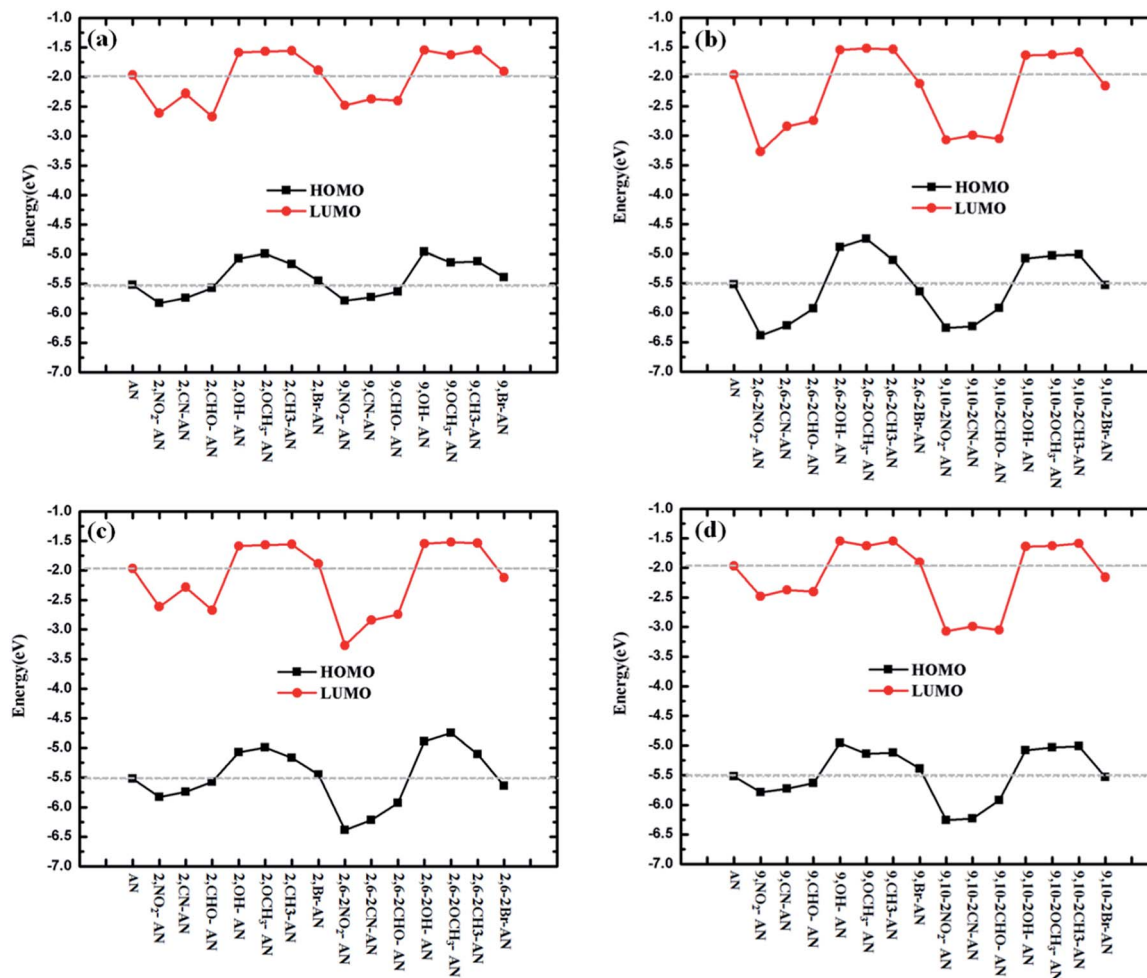 (a)
-1.0
-1.5
-2.0
-2.5
-3.0
-3.5
-4.0
-4.5
-5.0
-5.5
-6.0
-6.5
-7.0
Energy(eV)
HOMO
LUMO
AN
2,NO₂- AN
2,CN-AN
2,CHO- AN
2,OH- AN
2,OCH₃- AN
2,CH3-AN
2,Br-AN
9,NO₂- AN
9,CN-AN
9,CHO- AN
9,OH- AN
9,OCH₃- AN
9,CH3-AN
9,Br-AN
(b)
-1.0
-1.5
-2.0
-2.5
-3.0
-3.5
-4.0
-4.5
-5.0
-5.5
-6.0
-6.5
-7.0
Energy(eV)
HOMO
LUMO
AN
2,6-2NO₂- AN
2,6-2CN-AN
2,6-2CHO- AN
2,6-2OH- AN
2,6-2OCH₃- AN
2,6-2CH3-AN
2,6-2Br-AN
9,10-2NO₂- AN
9,10-2CN-AN
9,10-2CHO- AN
9,10-2OH- AN
9,10-2OCH₃- AN
9,10-2CH3-AN
9,10-2Br-AN
(c)
-1.0
-1.5
-2.0
-2.5
-3.0
-3.5
-4.0
-4.5
-5.0
-5.5
-6.0
-6.5
-7.0
Energy(eV)
HOMO
LUMO
AN
2,NO₂- AN
2,CN-AN
2,CHO- AN
2,OH- AN
2,OCH₃- AN
2,CH3-AN
2,Br-AN
2,6-2NO₂- AN
2,6-2CN-AN
2,6-2CHO- AN
2,6-2OH- AN
2,6-2OCH₃- AN
2,6-2CH3-AN
2,6-2Br-AN
(d)
-1.0
-1.5
-2.0
-2.5
-3.0
-3.5
-4.0
-4.5
-5.0
-5.5
-6.0
-6.5
-7.0
Energy(eV)
HOMO
LUMO
AN
9,NO₂- AN
9,CN-AN
9,CHO- AN
9,OH- AN
9,OCH₃- AN
9,CH3-AN
9,Br-AN
9,10-2NO₂- AN
9,10-2CN-AN
9,10-2CHO- AN
9,10-2OH- AN
9,10-2OCH₃- AN
9,10-2CH3-AN
9,10-2Br-AN